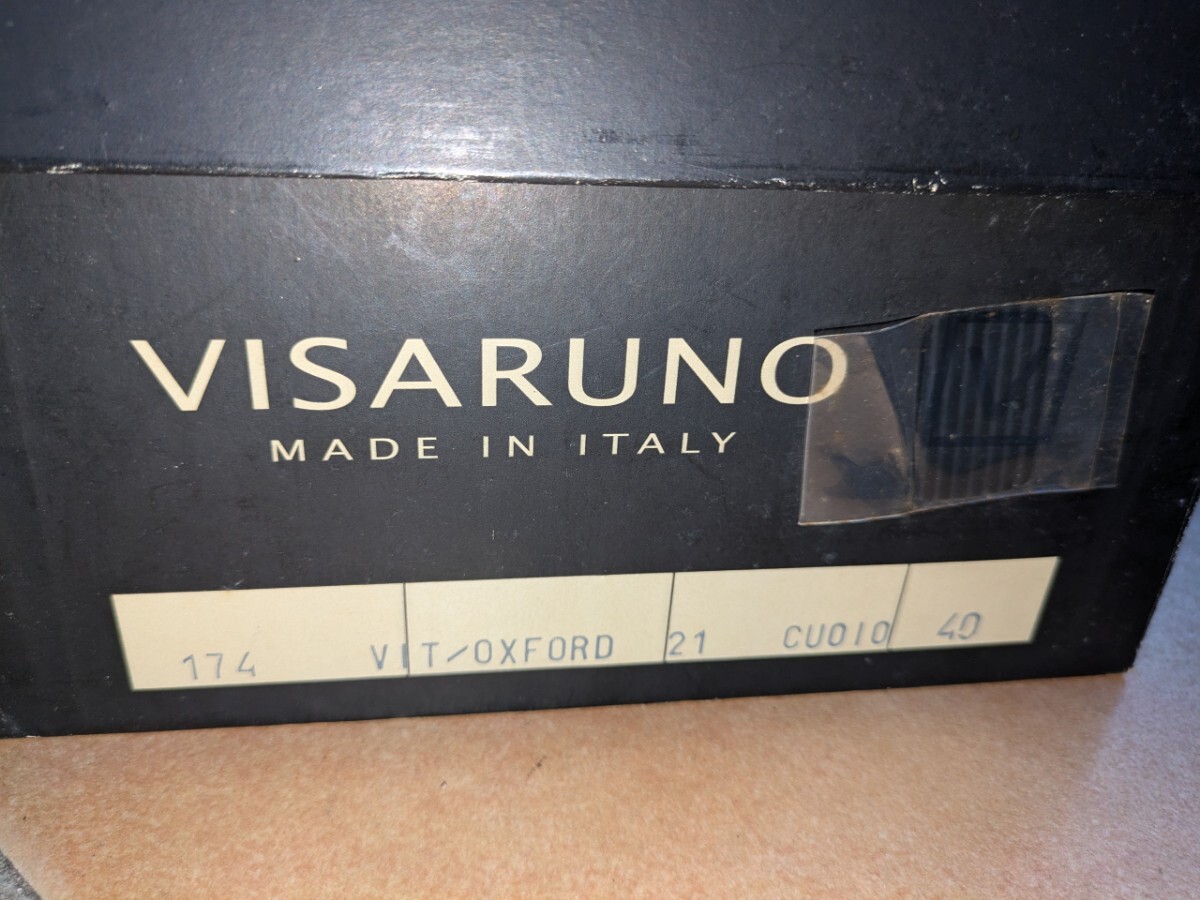 VISARUNO
MADE IN ITALY
174 VIT/OXFORD 21 CUOIO 40